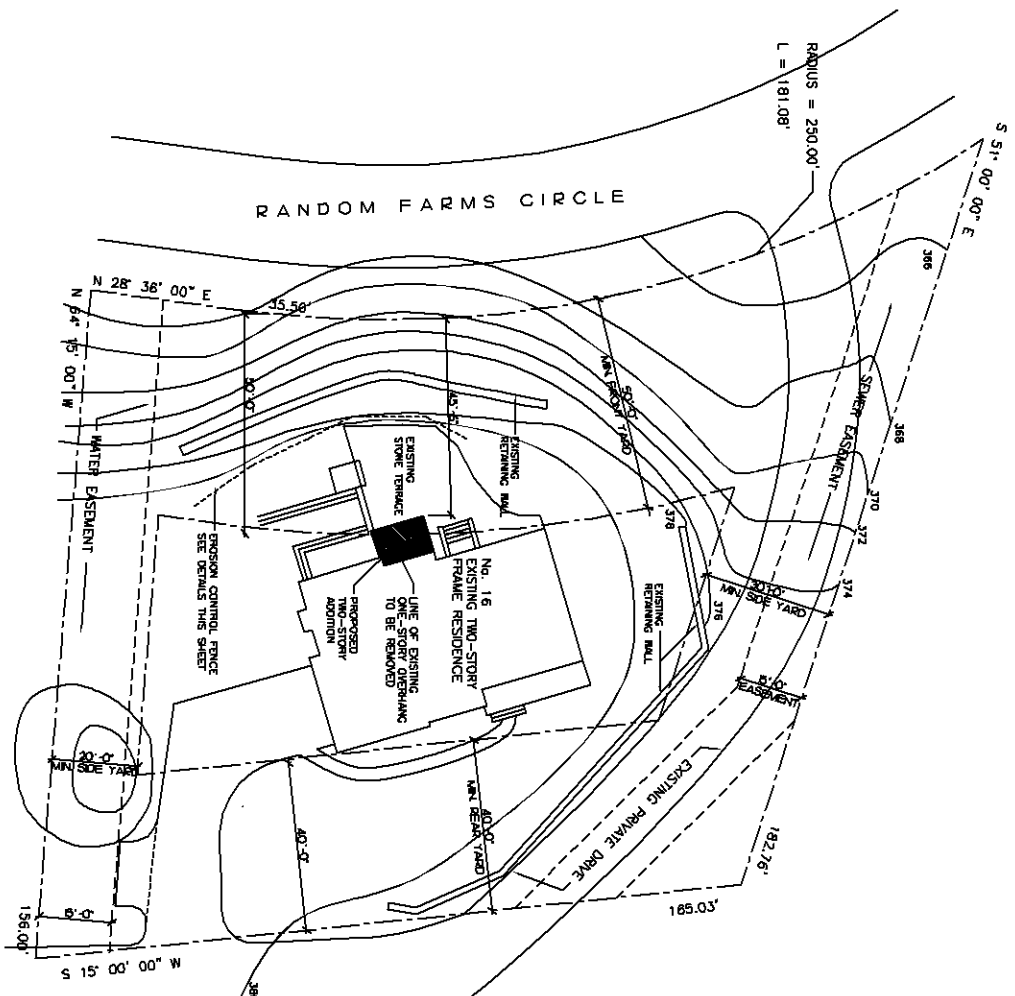 RADIUS = 250.00'
L = 181.08'
S 51° 00' 00" E
RANDOM FARMS CIRCLE
366
368
370
372
374
376
378
SEWER EASEMENT
N 28° 36' 00" E
35.50'
N 64° 15' 00" W
50'-0"
45'-5"
50'-0"
MIN. FRONT YARD
WATER EASEMENT
EXISTING
STONE TERRACE
EXISTING
RETAINING WALL
EXISTING
RETAINING WALL
30'-0"
MIN. SIDE YARD
15'-0"
EASEMENT
EROSION CONTROL FENCE
SEE DETAILS THIS SHEET
No. 16
EXISTING TWO-STORY
FRAME RESIDENCE
LINE OF EXISTING
ONE-STORY OVERHANG
TO BE REMOVED
PROPOSED
TWO-STORY
ADDITION
20'-0"
MIN. SIDE YARD
40'-0"
40'-0"
MIN. REAR YARD
EXISTING PRIVATE DRIVE
182.76'
165.03'
156.00'
15'-0"
S 15° 00' 00" W